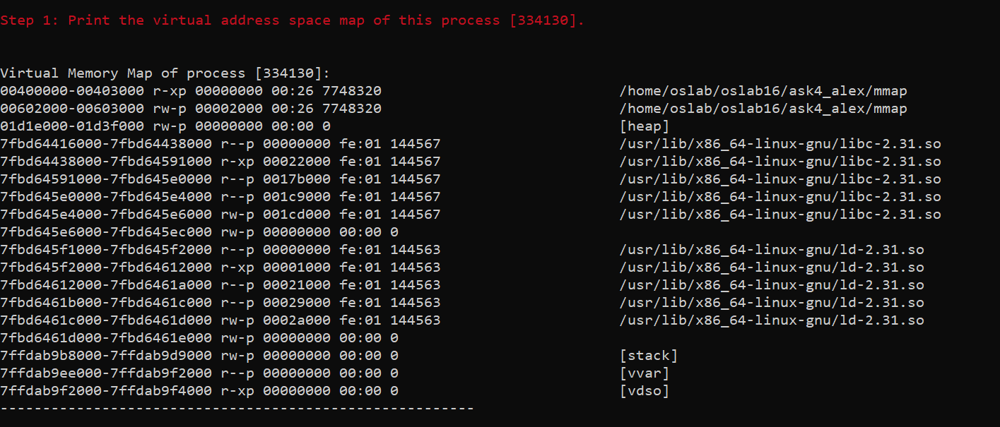 Step 1: Print the virtual address space map of this process [334130].
Virtual Memory Map of process [334130]:
00400000-00403000 r-xp 00000000 00:26 7748320                            /home/oslab/oslab16/ask4_alex/mmap
00602000-00603000 rw-p 00002000 00:26 7748320                            /home/oslab/oslab16/ask4_alex/mmap
01d1e000-01d3f000 rw-p 00000000 00:00 0                                  [heap]
7fbd64416000-7fbd64438000 r--p 00000000 fe:01 144567                     /usr/lib/x86_64-linux-gnu/libc-2.31.so
7fbd64438000-7fbd64591000 r-xp 00022000 fe:01 144567                     /usr/lib/x86_64-linux-gnu/libc-2.31.so
7fbd64591000-7fbd645e0000 r--p 0017b000 fe:01 144567                     /usr/lib/x86_64-linux-gnu/libc-2.31.so
7fbd645e0000-7fbd645e4000 r--p 001c9000 fe:01 144567                     /usr/lib/x86_64-linux-gnu/libc-2.31.so
7fbd645e4000-7fbd645e6000 rw-p 001cd000 fe:01 144567                     /usr/lib/x86_64-linux-gnu/libc-2.31.so
7fbd645e6000-7fbd645ec000 rw-p 00000000 00:00 0
7fbd645f1000-7fbd645f2000 r--p 00000000 fe:01 144563                     /usr/lib/x86_64-linux-gnu/ld-2.31.so
7fbd645f2000-7fbd64612000 r-xp 00001000 fe:01 144563                     /usr/lib/x86_64-linux-gnu/ld-2.31.so
7fbd64612000-7fbd6461a000 r--p 00021000 fe:01 144563                     /usr/lib/x86_64-linux-gnu/ld-2.31.so
7fbd6461b000-7fbd6461c000 r--p 00029000 fe:01 144563                     /usr/lib/x86_64-linux-gnu/ld-2.31.so
7fbd6461c000-7fbd6461d000 rw-p 0002a000 fe:01 144563                     /usr/lib/x86_64-linux-gnu/ld-2.31.so
7fbd6461d000-7fbd6461e000 rw-p 00000000 00:00 0
7ffdab9b8000-7ffdab9d9000 rw-p 00000000 00:00 0                          [stack]
7ffdab9ee000-7ffdab9f2000 r--p 00000000 00:00 0                          [vvar]
7ffdab9f2000-7ffdab9f4000 r-xp 00000000 00:00 0                          [vdso]
--------------------------------------------------------